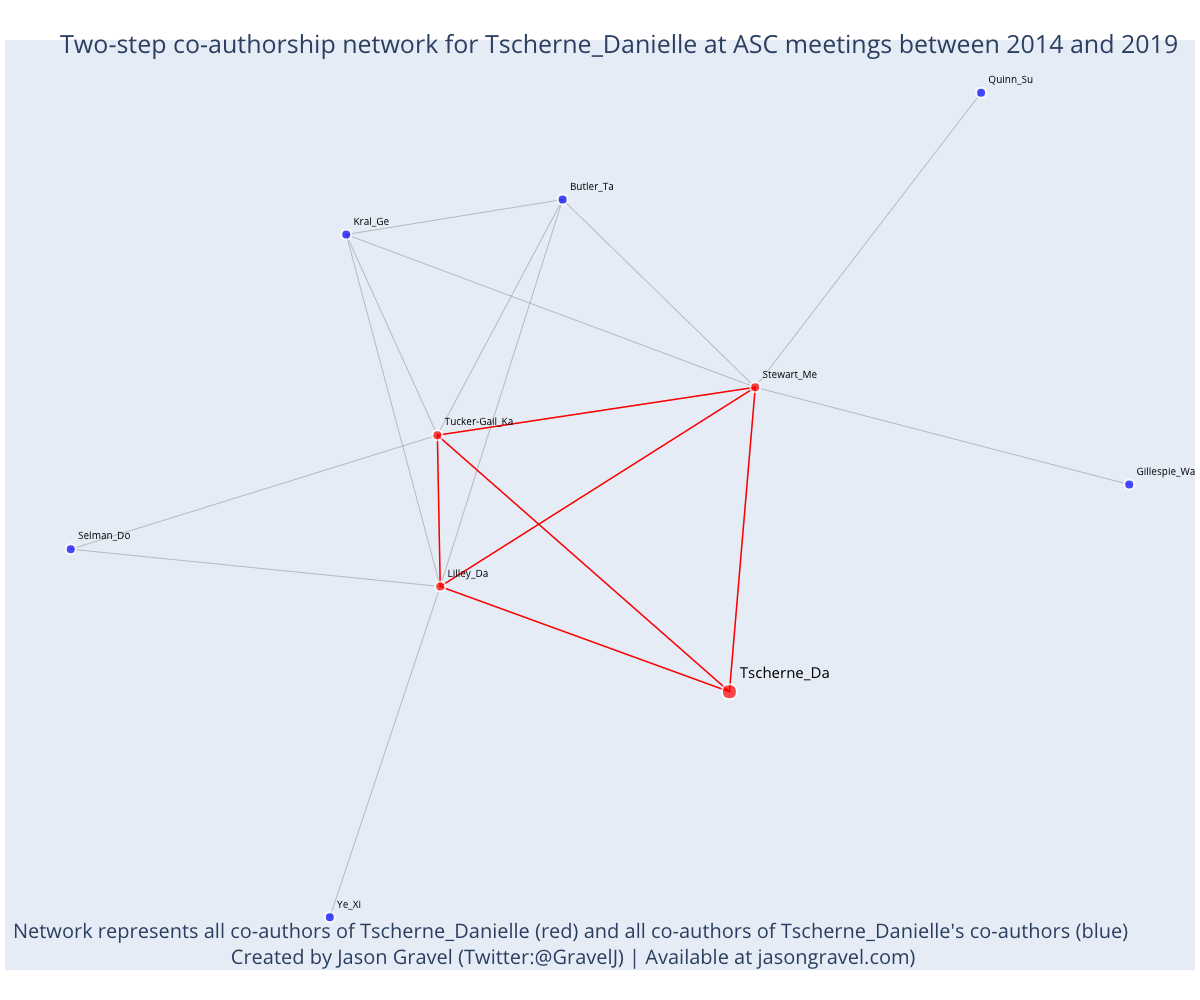 Two-step co-authorship network for Tscherne_Danielle at ASC meetings between 2014 and 2019
Quinn_Su
Butler_Ta
Kral_Ge
Stewart_Me
Tucker-Gail_Ka
Gillespie_Wa
Selman_Do
Lilley_Da
Tscherne_Da
Ye_Xi
Network represents all co-authors of Tscherne_Danielle (red) and all co-authors of Tscherne_Danielle's co-authors (blue)
Created by Jason Gravel (Twitter:@GravelJ) | Available at jasongravel.com)